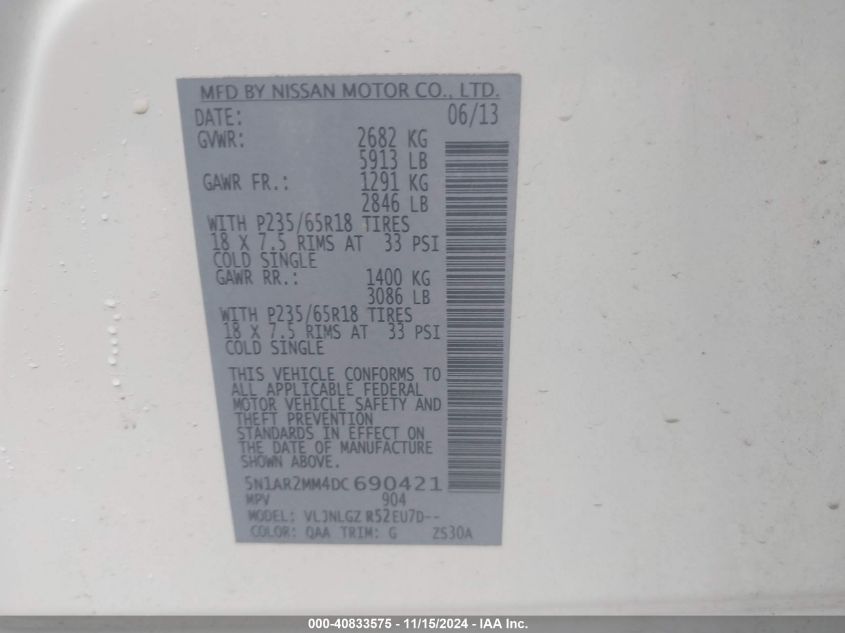 MFD BY NISSAN MOTOR CO., LTD.
DATE: 06/13
GVWR: 2682 KG
5913 LB
GAWR FR.: 1291 KG
2846 LB
WITH P235/65R18 TIRES
18 X 7.5 RIMS AT 33 PSI
COLD SINGLE
GAWR RR.: 1400 KG
3086 LB
WITH P235/65R18 TIRES
18 X 7.5 RIMS AT 33 PSI
COLD SINGLE
THIS VEHICLE CONFORMS TO
ALL APPLICABLE FEDERAL
MOTOR VEHICLE SAFETY AND
THEFT PREVENTION
STANDARDS IN EFFECT ON
THE DATE OF MANUFACTURE
SHOWN ABOVE.
5N1AR2MM4DC690421
MPV 904
MODEL: VLJNLGZ R52EU7D--
COLOR: QAA TRIM: G ZS30A
000-40833575 - 11/15/2024 - IAA Inc.